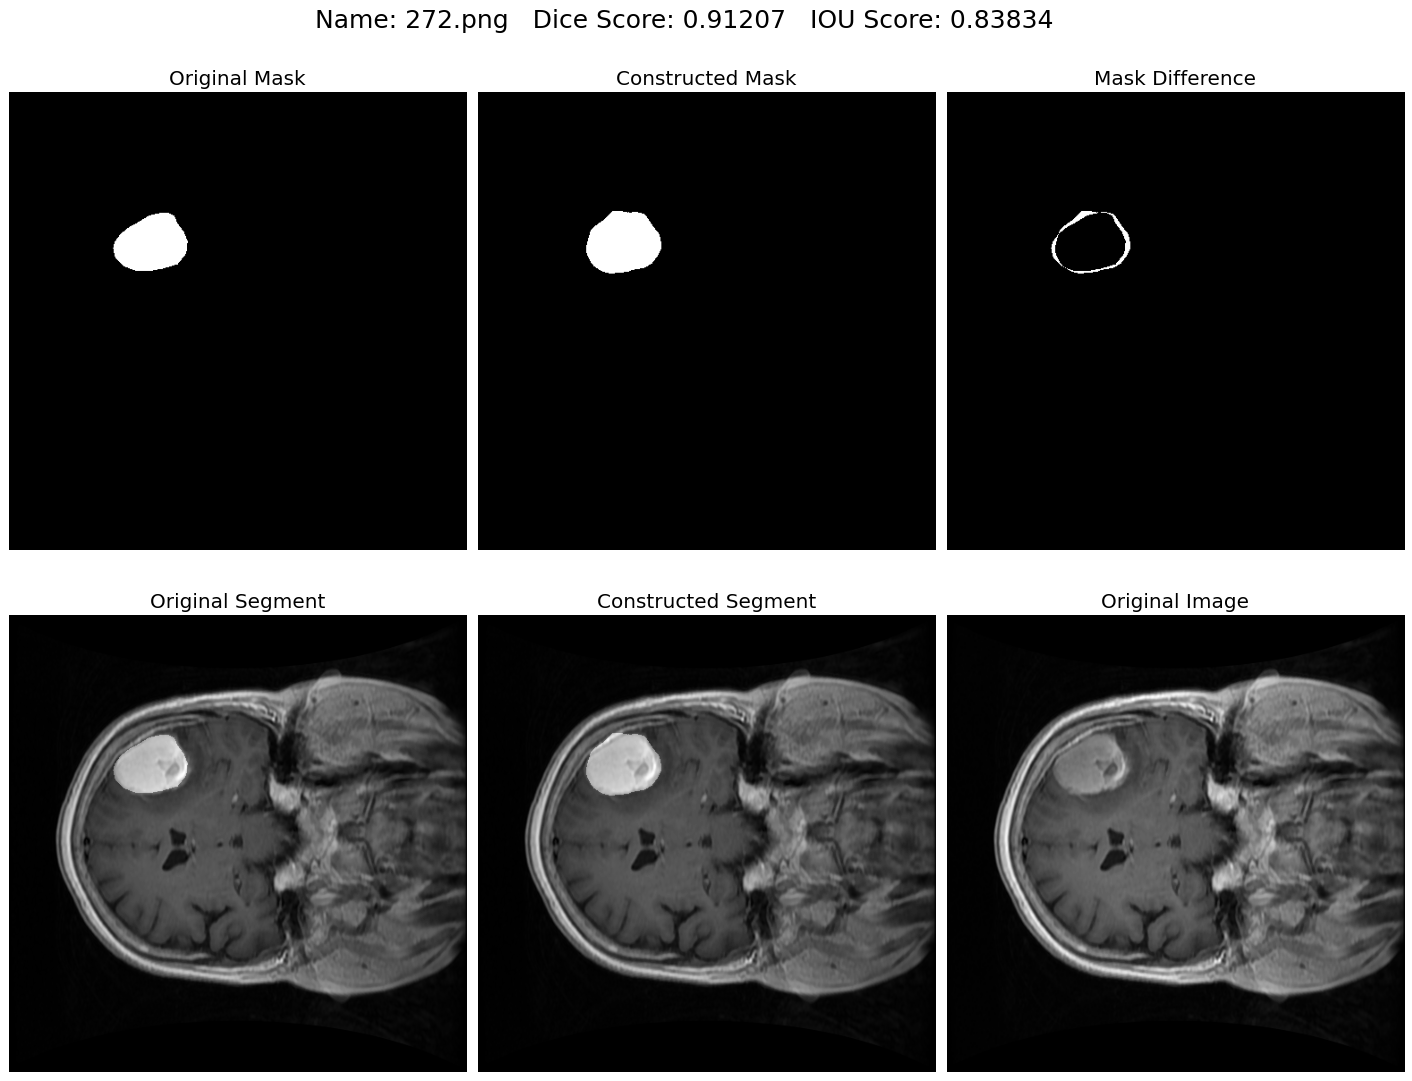 Name: 272.png   Dice Score: 0.91207   IOU Score: 0.83834
Original Mask
Constructed Mask
Mask Difference
Original Segment
Constructed Segment
Original Image